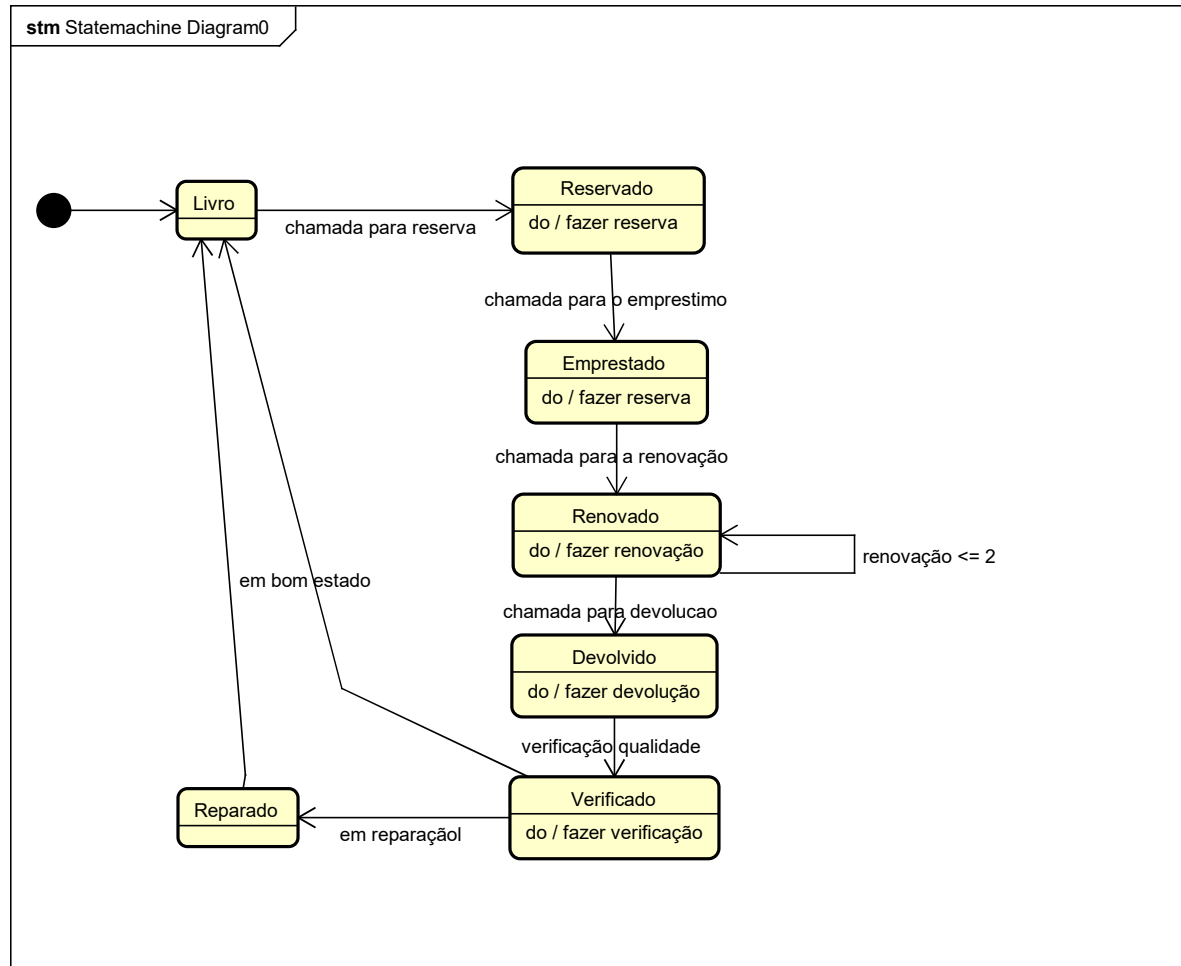 stm Statemachine Diagram0
Livro
chamada para reserva
Reservado
do / fazer reserva
chamada para o emprestimo
Emprestado
do / fazer reserva
chamada para a renovação
Renovado
do / fazer renovação
renovação <= 2
em bom estado
chamada para devolucao
Devolvido
do / fazer devolução
verificação qualidade
Verificado
do / fazer verificação
Reparado
em reparaçãol